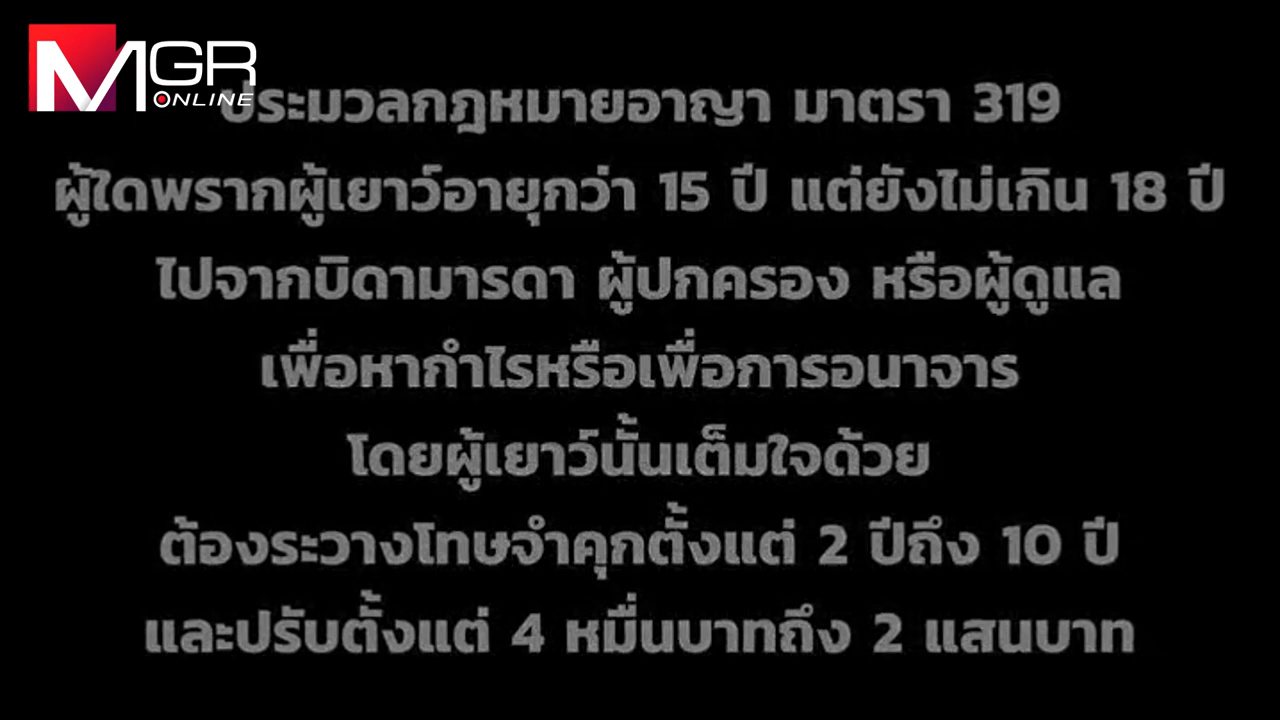 MGR
ONLINE
ประมวลกฎหมายอาญา มาตรา 319
ผู้ใดพรากผู้เยาว์อายุกว่า 15 ปี แต่ยังไม่เกิน 18 ปี
ไปจากบิดามารดา ผู้ปกครอง หรือผู้ดูแล
เพื่อหากำไรหรือเพื่อการอนาจาร
โดยผู้เยาว์นั้นเต็มใจด้วย
ต้องระวางโทษจำคุกตั้งแต่ 2 ปีถึง 10 ปี
และปรับตั้งแต่ 4 หมื่นบาทถึง 2 แสนบาท